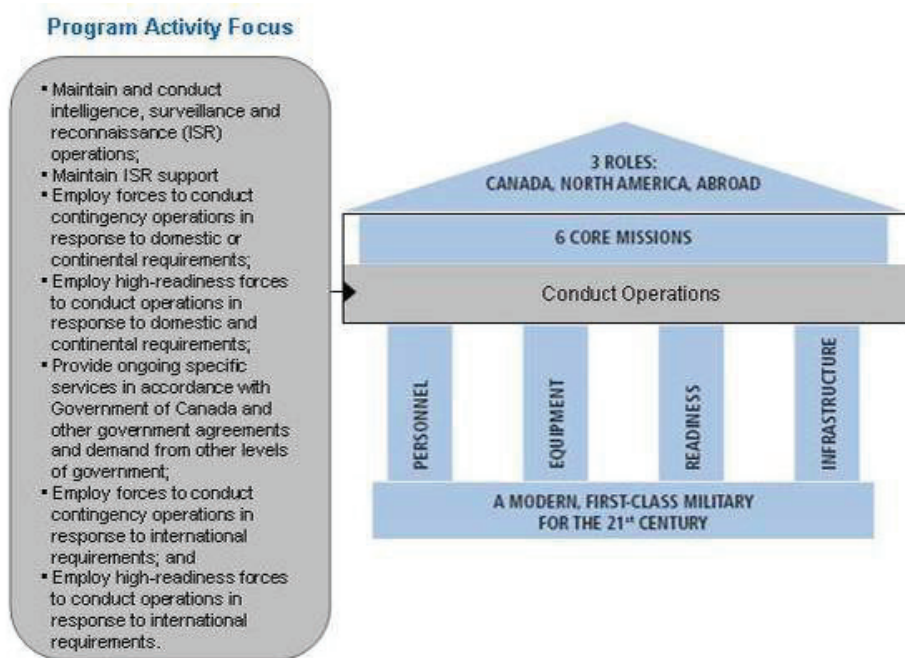 Program Activity Focus
▪ Maintain and conduct
intelligence, surveillance and
reconnaissance (ISR)
operations;
▪ Maintain ISR support
▪ Employ forces to conduct
contingency operations in
response to domestic or
continental requirements;
▪ Employ high-readiness forces
to conduct operations in
response to domestic and
continental requirements;
▪ Provide ongoing specific
services in accordance with
Government of Canada and
other government agreements
and demand from other levels
of government;
▪ Employ forces to conduct
contingency operations in
response to international
requirements; and
▪ Employ high-readiness forces
to conduct operations in
response to international
requirements.
3 ROLES:
CANADA, NORTH AMERICA, ABROAD
6 CORE MISSIONS
Conduct Operations
PERSONNEL
EQUIPMENT
READINESS
INFRASTRUCTURE
A MODERN, FIRST-CLASS MILITARY
FOR THE 21st CENTURY